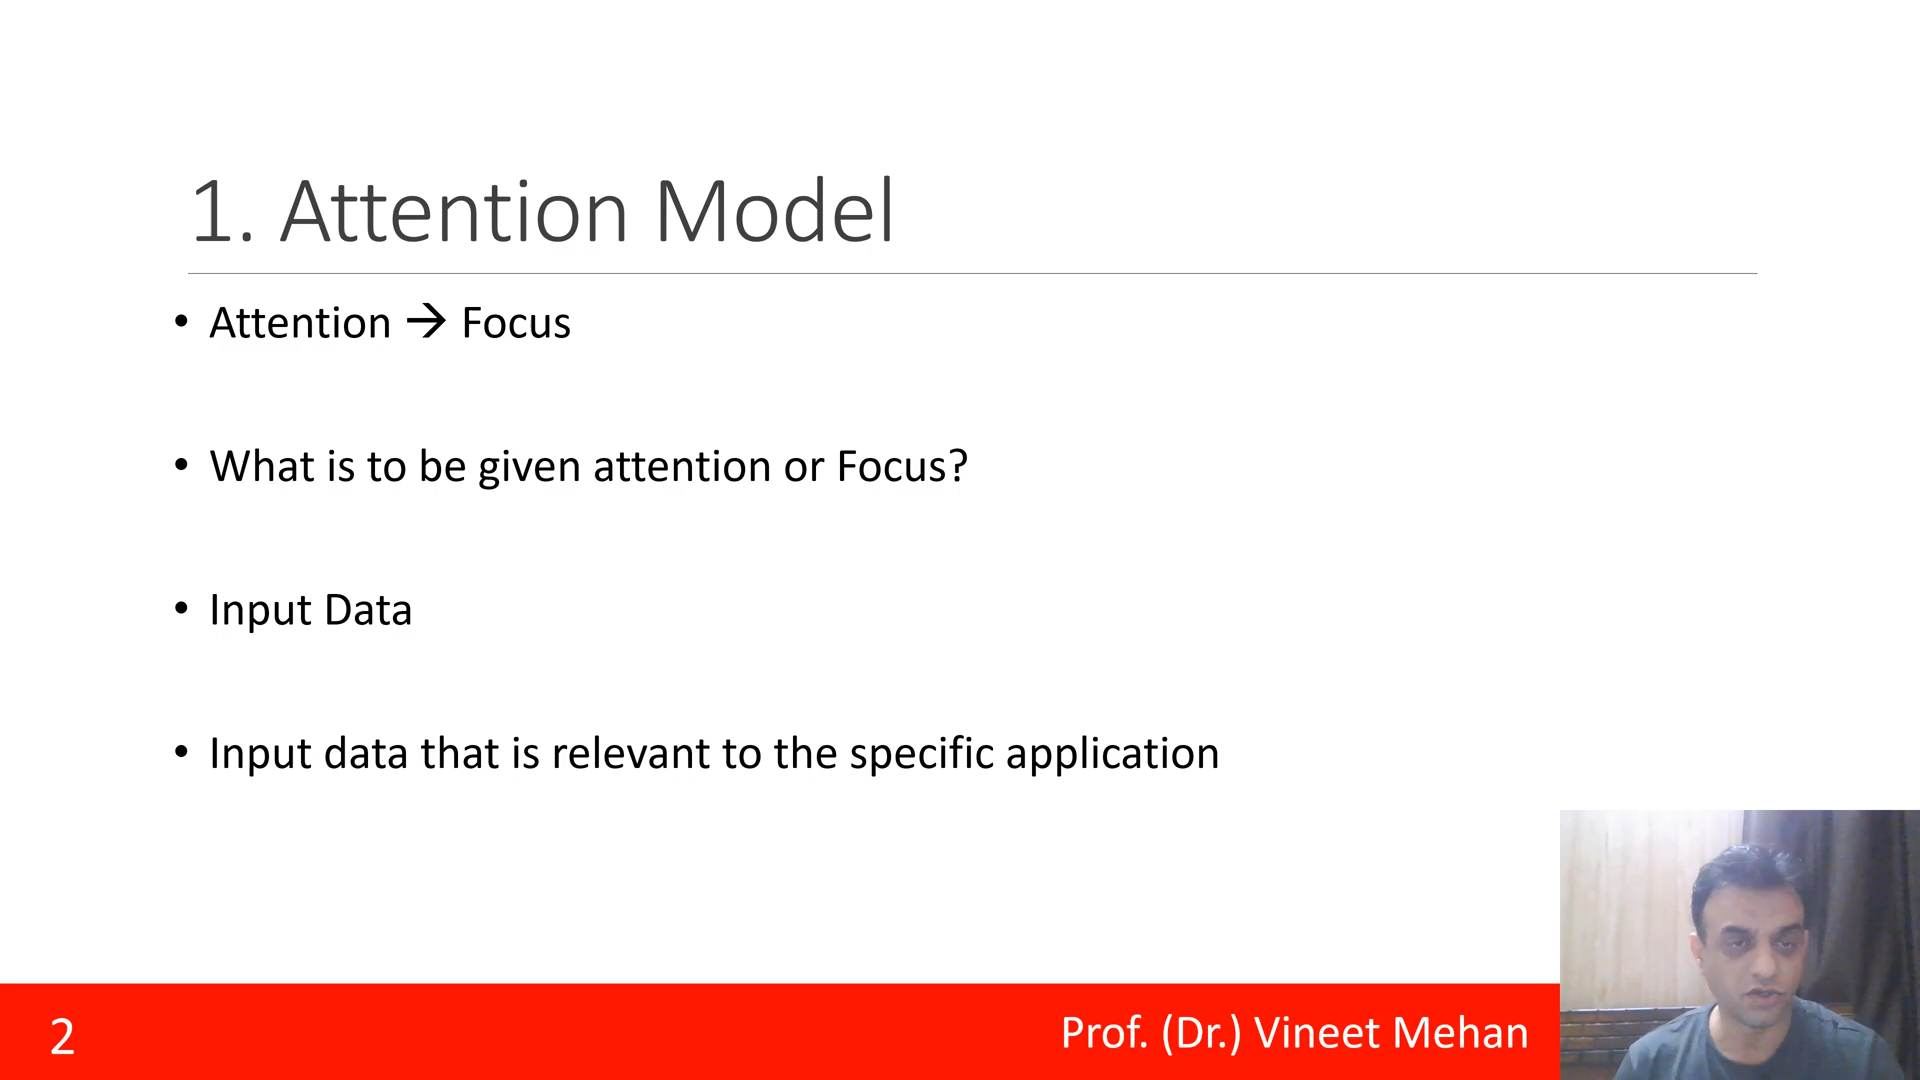 1. Attention Model
• Attention → Focus
• What is to be given attention or Focus?
• Input Data
• Input data that is relevant to the specific application
2
Prof. (Dr.) Vineet Mehan